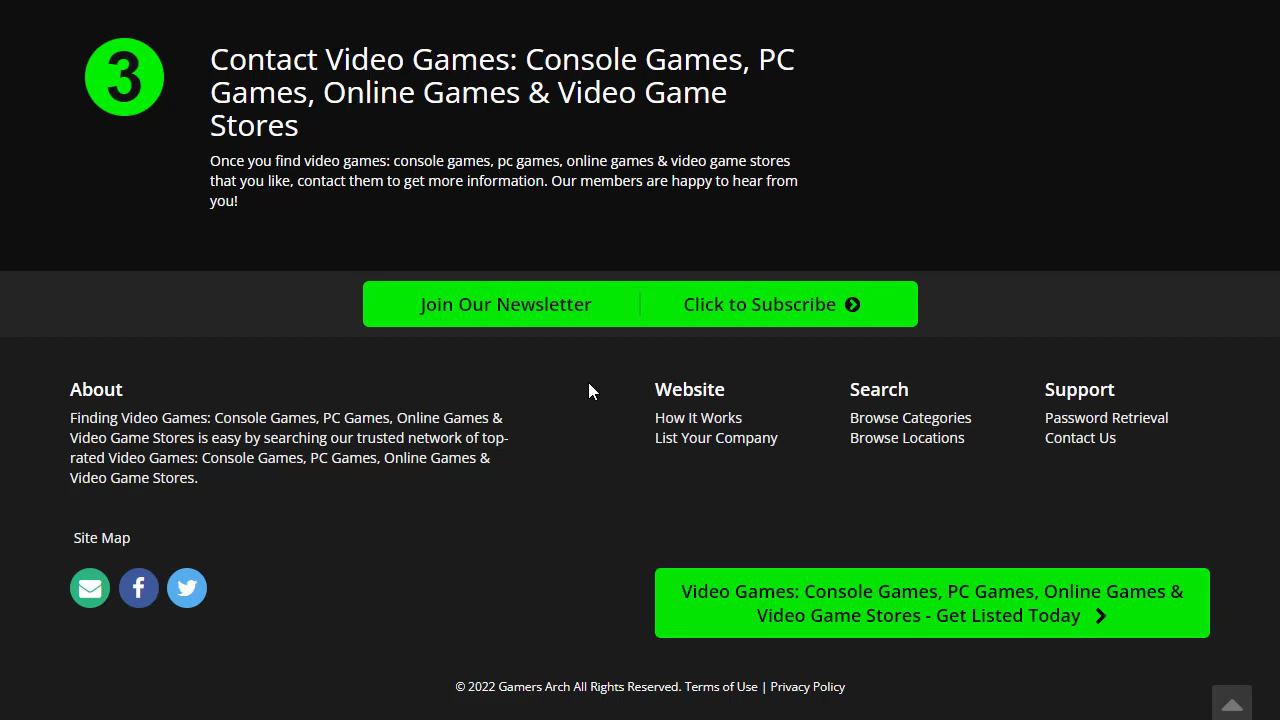 3
Contact Video Games: Console Games, PC
Games, Online Games & Video Game
Stores
Once you find video games: console games, pc games, online games & video game stores
that you like, contact them to get more information. Our members are happy to hear from
you!
Join Our Newsletter
Click to Subscribe
About
Finding Video Games: Console Games, PC Games, Online Games &
Video Game Stores is easy by searching our trusted network of top-
rated Video Games: Console Games, PC Games, Online Games &
Video Game Stores.
Website
How It Works
List Your Company
Search
Browse Categories
Browse Locations
Support
Password Retrieval
Contact Us
Site Map
Video Games: Console Games, PC Games, Online Games &
Video Game Stores - Get Listed Today
© 2022 Gamers Arch All Rights Reserved. Terms of Use | Privacy Policy